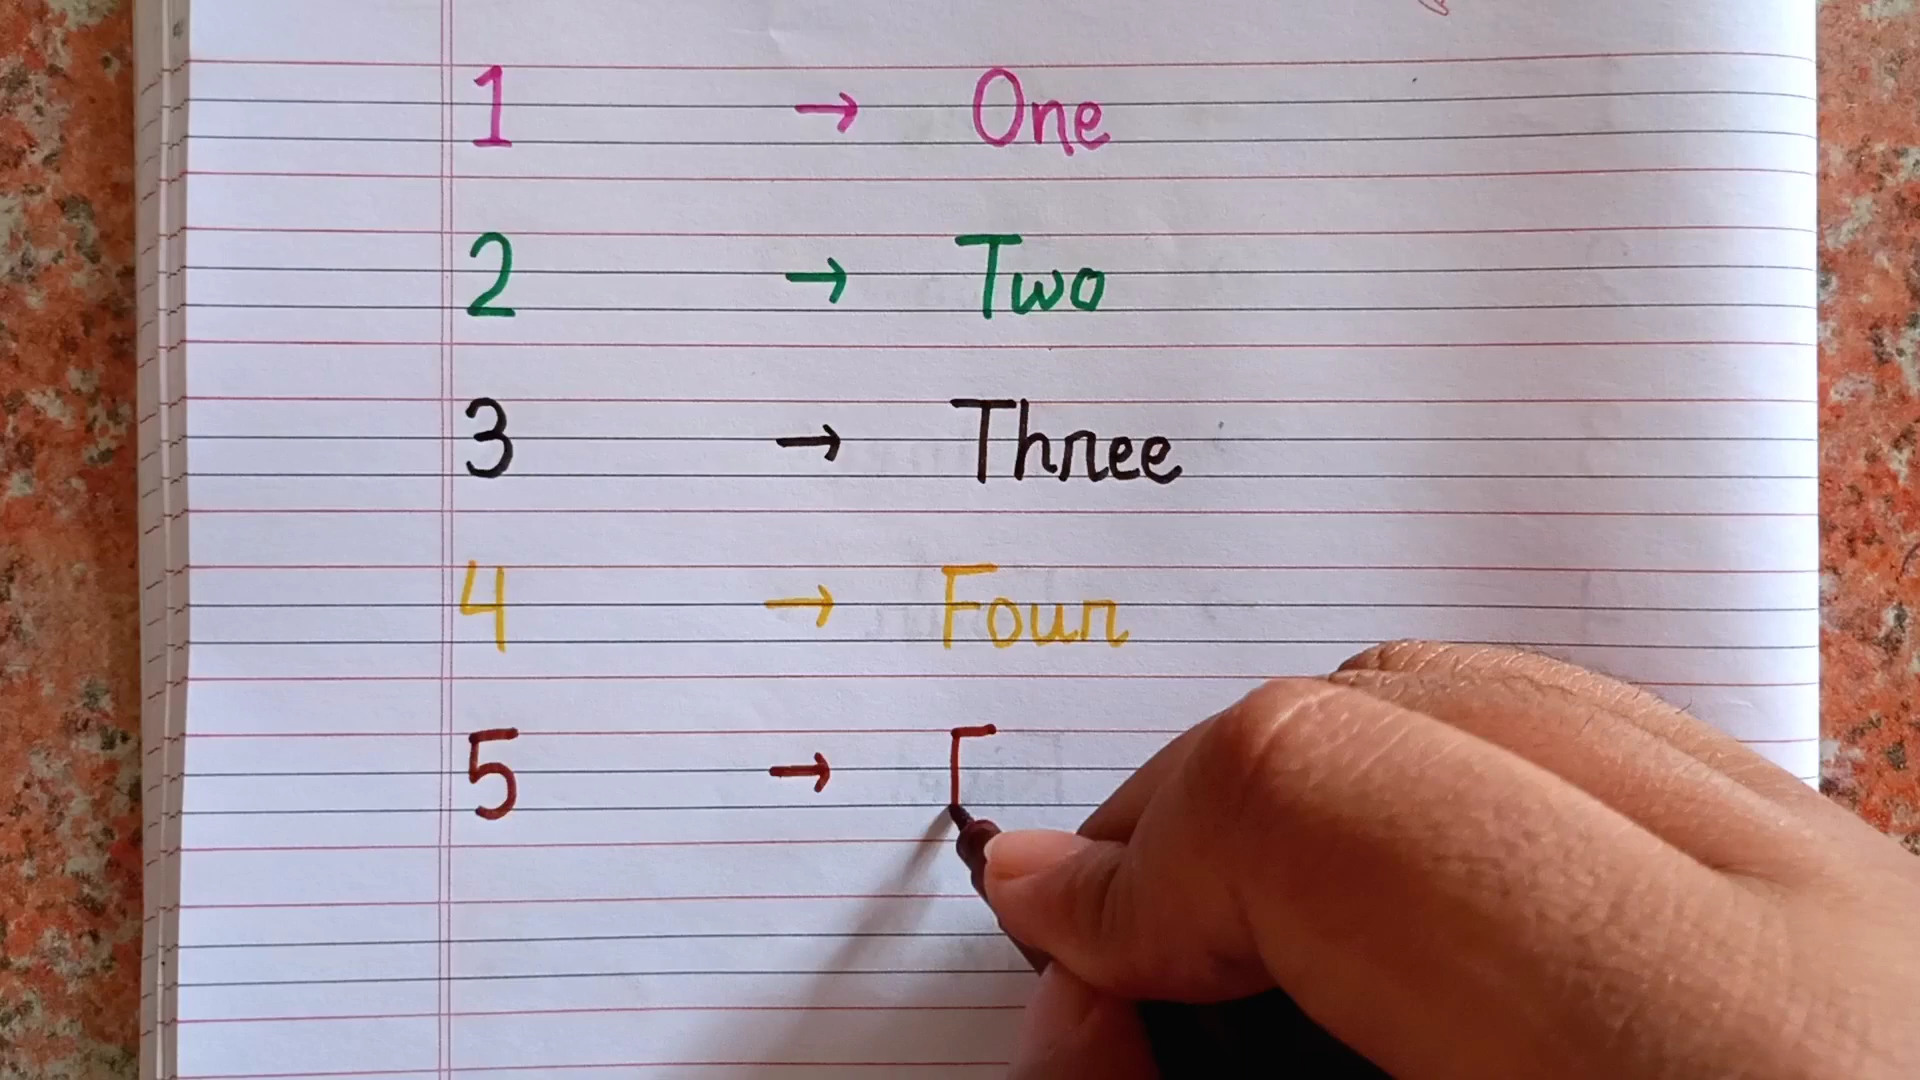 1 → One
2 → Two
3 → Three
4 → Four
5 →